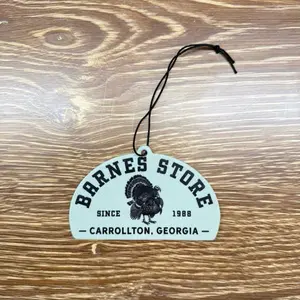 BARNES STORE
SINCE 1988
— CARROLLTON, GEORGIA —